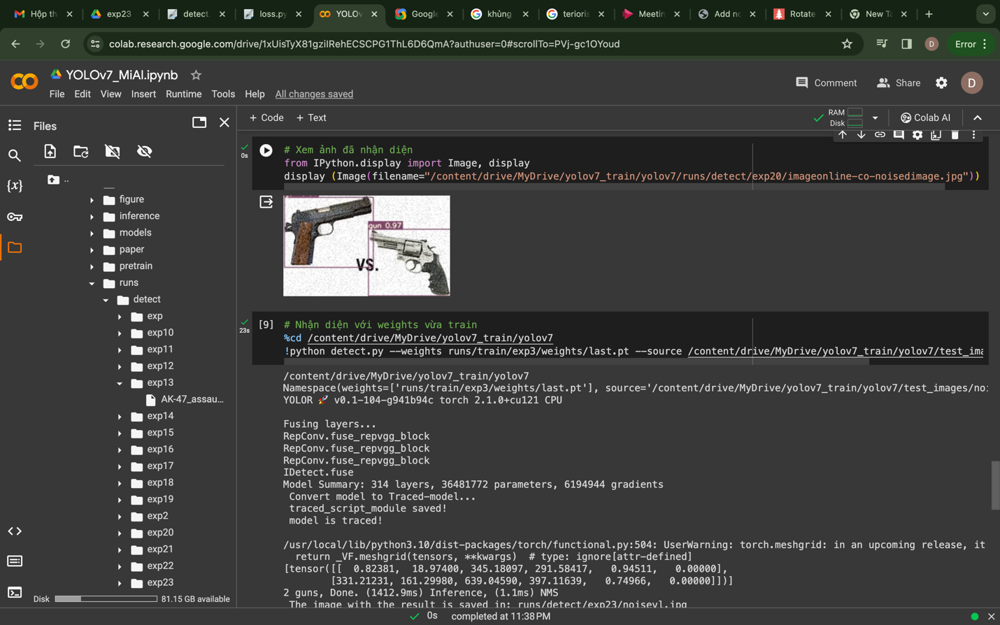 Hộp th
exp23
detect.
loss.py
YOLOv
Google
khủng
terioris
Meetin
Add no
Rotate
New Ta
colab.research.google.com/drive/1xUisTyX81gziIRehECSCPG1ThL6D6QmA?authuser=0#scrollTo=PVj-gc1OYoud
D
Error
YOLOv7_MiAI.ipynb
File Edit View Insert Runtime Tools Help All changes saved
Comment
Share
D
Files
+ Code + Text
RAM
Disk
Colab AI
..
figure
inference
models
paper
pretrain
runs
detect
exp
exp10
exp11
exp12
exp13
AK-47_assau...
exp14
exp15
exp16
exp17
exp18
exp19
exp2
exp20
exp21
exp22
exp23
Disk
81.15 GB available
0s
# Xem ảnh đã nhận diện
from IPython.display import Image, display
display (Image(filename="/content/drive/MyDrive/yolov7_train/yolov7/runs/detect/exp20/imageonline-co-noisedimage.jpg"))
gun 0.97
VS.
23s
[9]
# Nhận diện với weights vừa train
%cd /content/drive/MyDrive/yolov7_train/yolov7
!python detect.py --weights runs/train/exp3/weights/last.pt --source /content/drive/MyDrive/yolov7_train/yolov7/test_ima
/content/drive/MyDrive/yolov7_train/yolov7
Namespace(weights=['runs/train/exp3/weights/last.pt'], source='/content/drive/MyDrive/yolov7_train/yolov7/test_images/noi
YOLOR 🚀 v0.1-104-g941b94c torch 2.1.0+cu121 CPU
Fusing layers...
RepConv.fuse_repvgg_block
RepConv.fuse_repvgg_block
RepConv.fuse_repvgg_block
IDetect.fuse
Model Summary: 314 layers, 36481772 parameters, 6194944 gradients
Convert model to Traced-model...
traced_script_module saved!
model is traced!
/usr/local/lib/python3.10/dist-packages/torch/functional.py:504: UserWarning: torch.meshgrid: in an upcoming release, it
return _VF.meshgrid(tensors, **kwargs)  # type: ignore[attr-defined]
[tensor([[  0.82381,  18.97400, 345.18097, 291.58417,   0.94511,   0.00000],
[331.21231, 161.29980, 639.04590, 397.11639,   0.74966,   0.00000]])]
2 guns, Done. (1412.9ms) Inference, (1.1ms) NMS
The image with the result is saved in: runs/detect/exp23/noisevl.jpg
0s completed at 11:38 PM